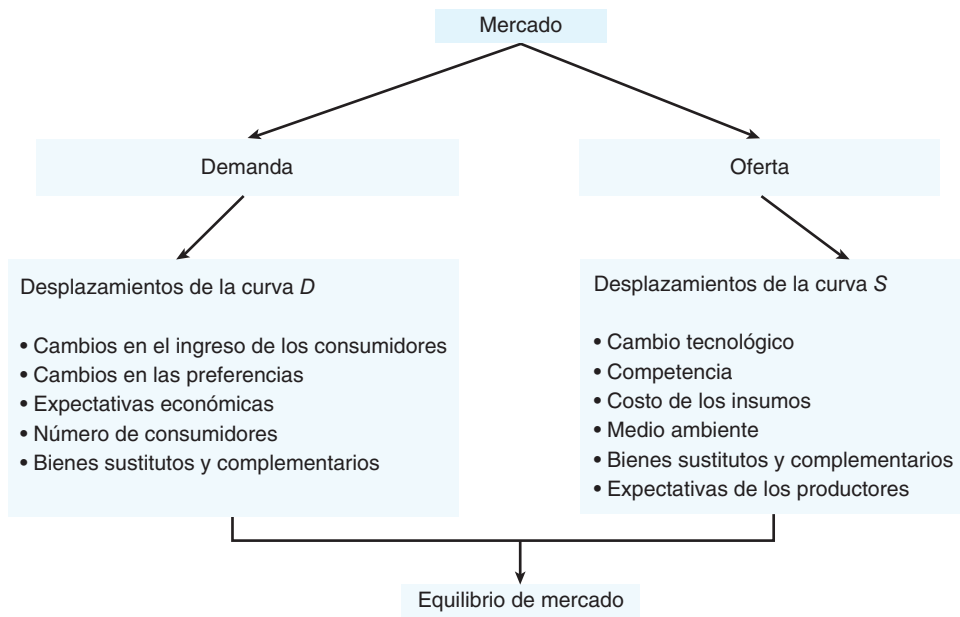 Mercado
Demanda
Oferta
Desplazamientos de la curva D
• Cambios en el ingreso de los consumidores
• Cambios en las preferencias
• Expectativas económicas
• Número de consumidores
• Bienes sustitutos y complementarios
Desplazamientos de la curva S
• Cambio tecnológico
• Competencia
• Costo de los insumos
• Medio ambiente
• Bienes sustitutos y complementarios
• Expectativas de los productores
Equilibrio de mercado